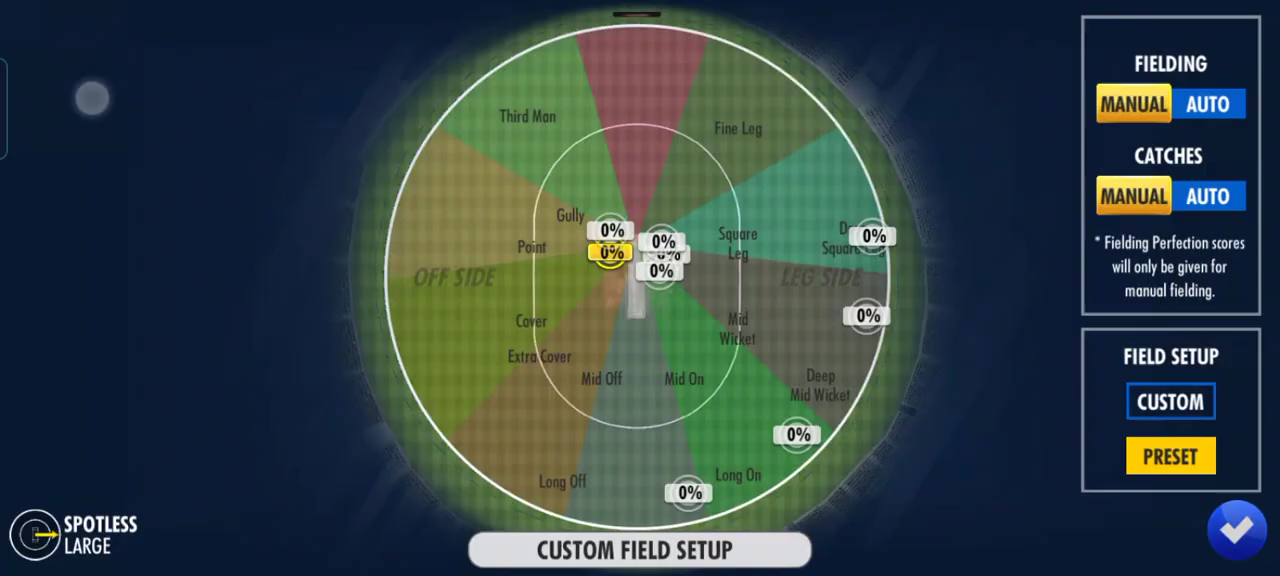 FIELDING
MANUAL AUTO
CATCHES
MANUAL AUTO
* Fielding Perfection scores
will only be given for
manual fielding.
FIELD SETUP
CUSTOM
PRESET
Third Man
Fine Leg
Gully
0%
0%
0%
Square
Leg
0%
Point
0%
0%
OFF SIDE
LEG SIDE
0%
Cover
Mid
Wicket
Extra Cover
Mid Off
Mid On
Deep
Mid Wicket
0%
Long Off
Long On
0%
SPOTLESS
LARGE
CUSTOM FIELD SETUP